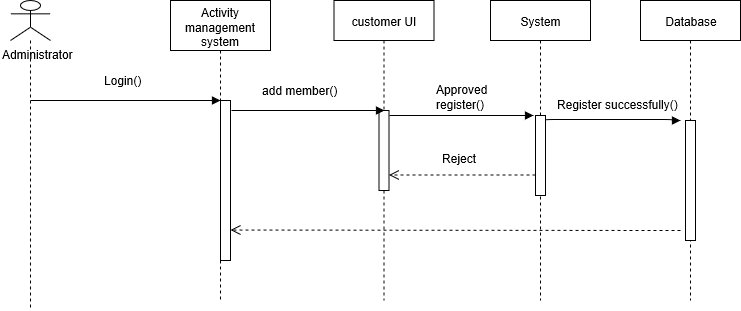 Activity
management
system
customer UI
System
Database
Administrator
Login()
add member()
Approved
register()
Register successfully()
Reject